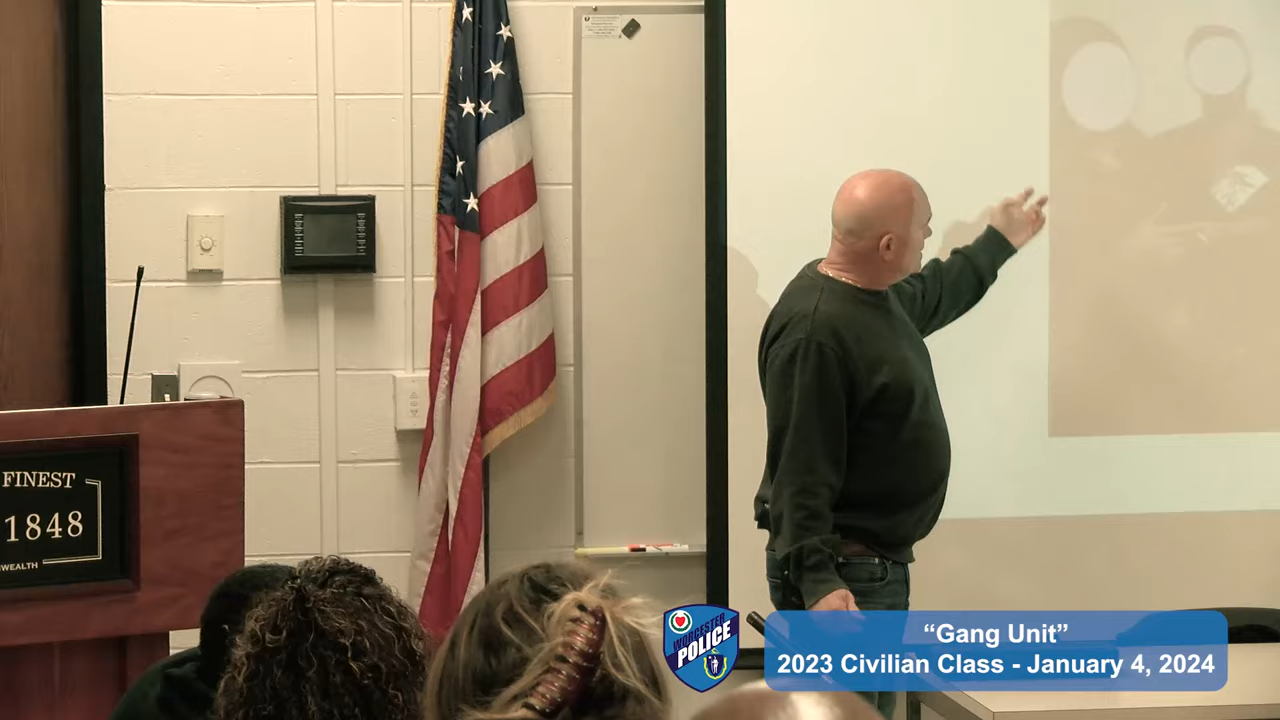 FINEST
1848
WEALTH
WORCESTER
POLICE
“Gang Unit”
2023 Civilian Class - January 4, 2024